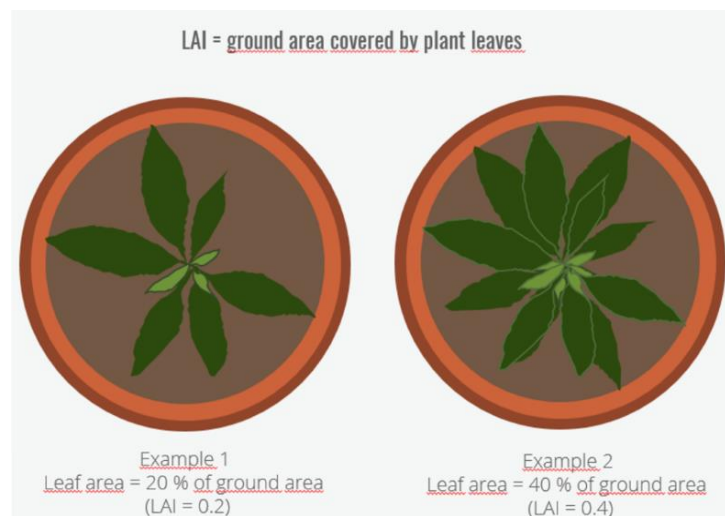 LAI = ground area covered by plant leaves
Example 1
Leaf area = 20 % of ground area
(LAI = 0.2)
Example 2
Leaf area = 40 % of ground area
(LAI = 0.4)